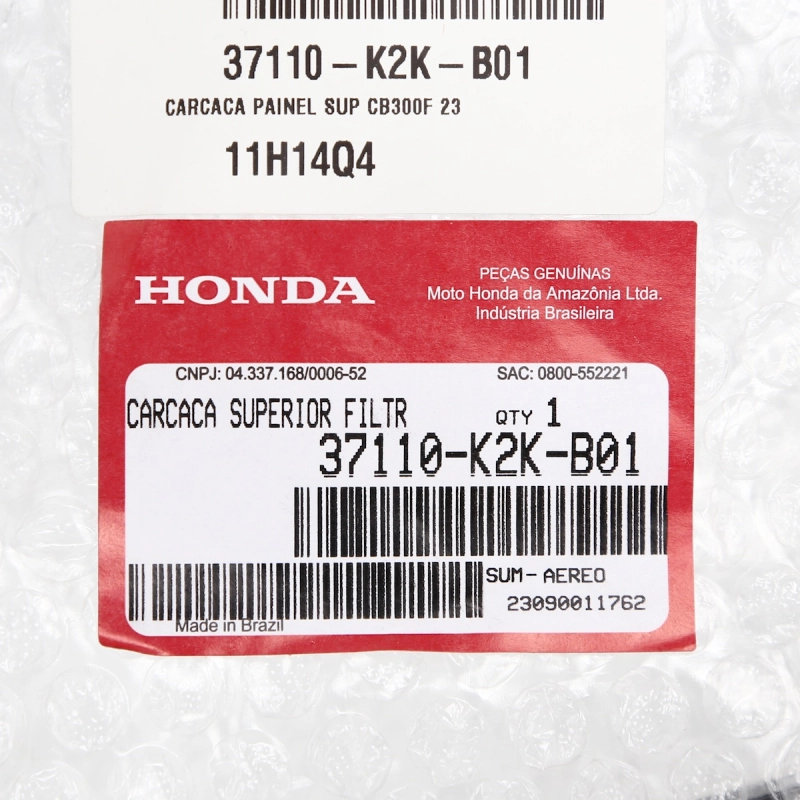 37110-K2K-B01
CARCACA PAINEL SUP CB300F 23
11H14Q4
HONDA
PEÇAS GENUÍNAS
Moto Honda da Amazônia Ltda.
Indústria Brasileira
CNPJ: 04.337.168/0006-52
SAC: 0800-552221
CARCACA SUPERIOR FILTR
QTY 1
37110-K2K-B01
SUM-AEREO
23090011762
Made in Brazil